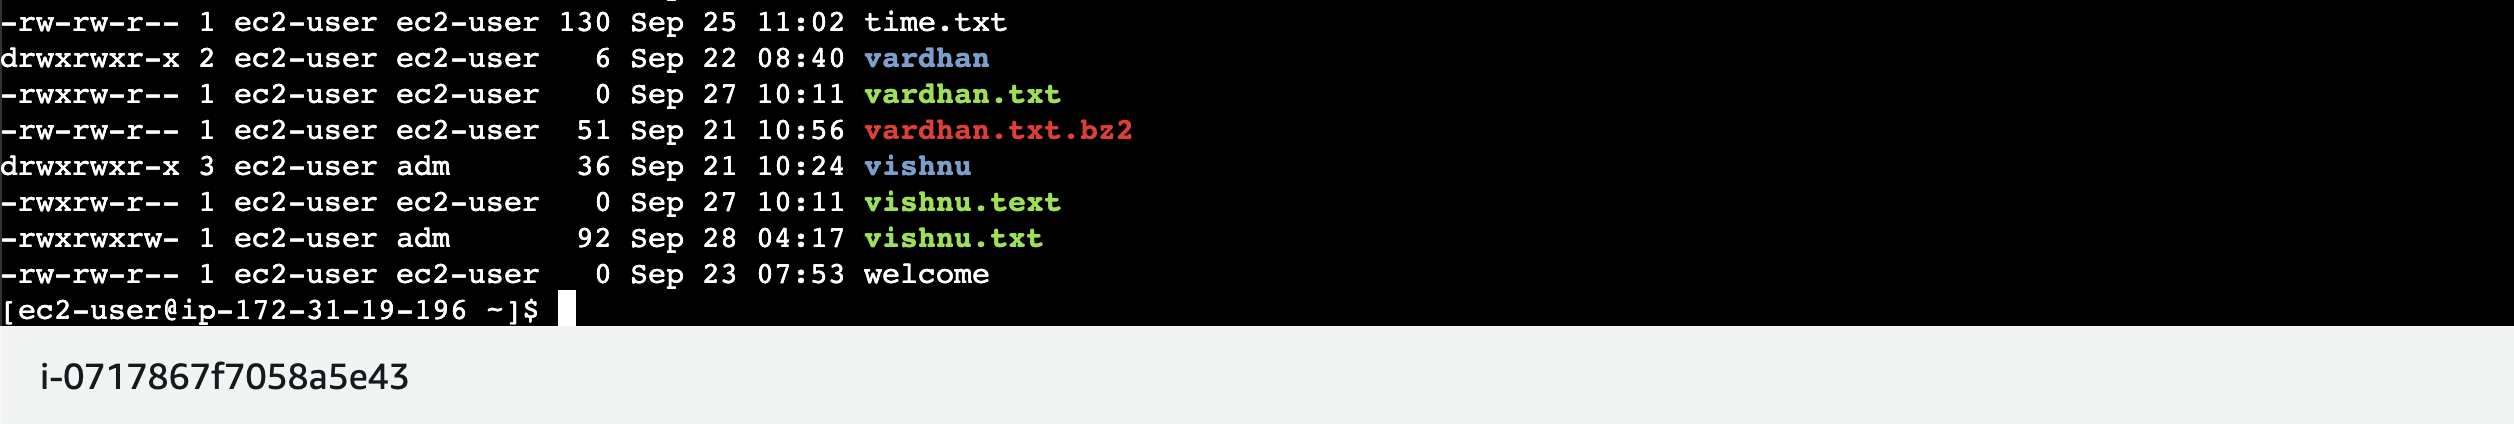 -rw-rw-r-- 1 ec2-user ec2-user 130 Sep 25 11:02 time.txt
drwxrwxr-x 2 ec2-user ec2-user   6 Sep 22 08:40 vardhan
-rwxrw-r-- 1 ec2-user ec2-user   0 Sep 27 10:11 vardhan.txt
-rw-rw-r-- 1 ec2-user ec2-user  51 Sep 21 10:56 vardhan.txt.bz2
drwxrwxr-x 3 ec2-user adm       36 Sep 21 10:24 vishnu
-rwxrw-r-- 1 ec2-user ec2-user   0 Sep 27 10:11 vishnu.text
-rwxrwxrw- 1 ec2-user adm       92 Sep 28 04:17 vishnu.txt
-rw-rw-r-- 1 ec2-user ec2-user   0 Sep 23 07:53 welcome
[ec2-user@ip-172-31-19-196 ~]$
i-0717867f7058a5e43